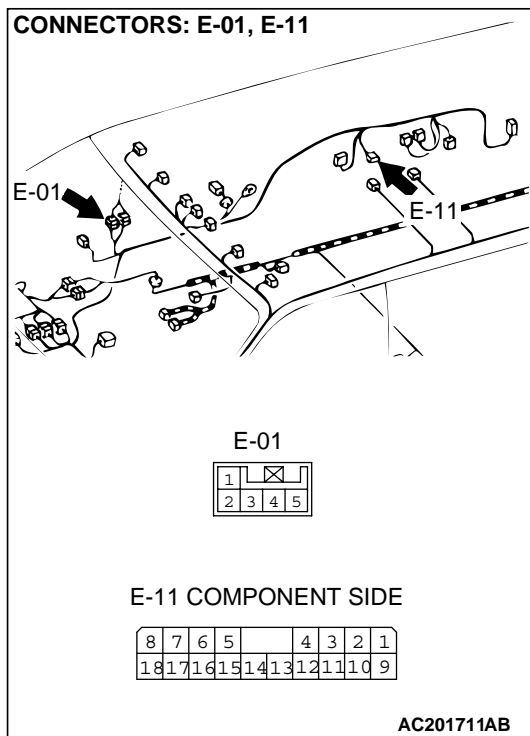 CONNECTORS: E-01, E-11
E-01
E-11
E-01
1
2 3 4 5
E-11 COMPONENT SIDE
8 7 6 5 4 3 2 1
18 17 16 15 14 13 12 11 10 9
AC201711AB